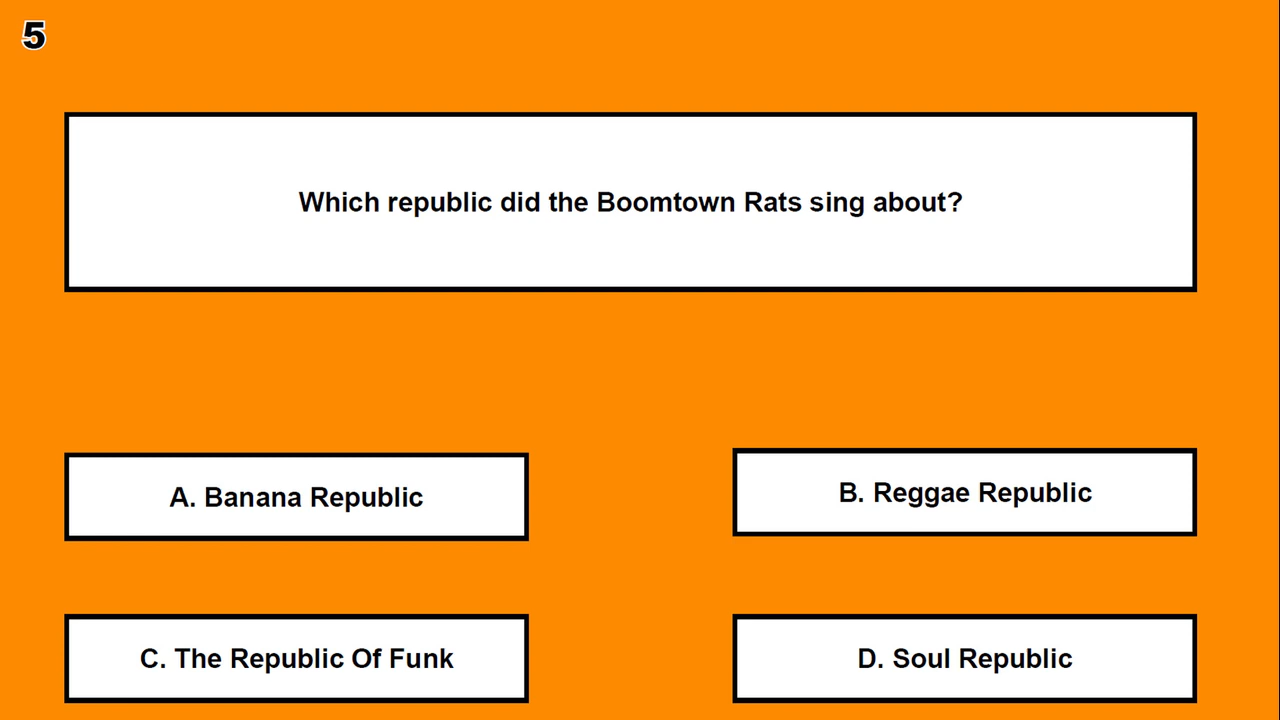 5
Which republic did the Boomtown Rats sing about?
A. Banana Republic
B. Reggae Republic
C. The Republic Of Funk
D. Soul Republic